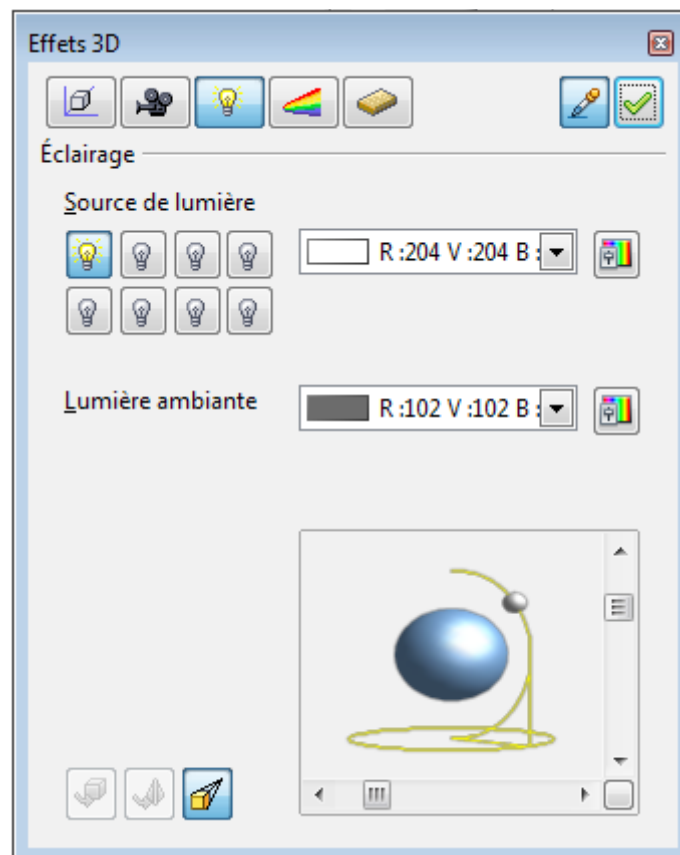 Effets 3D
Éclairage
Source de lumière
R :204 V :204 B :
Lumière ambiante
R :102 V :102 B :